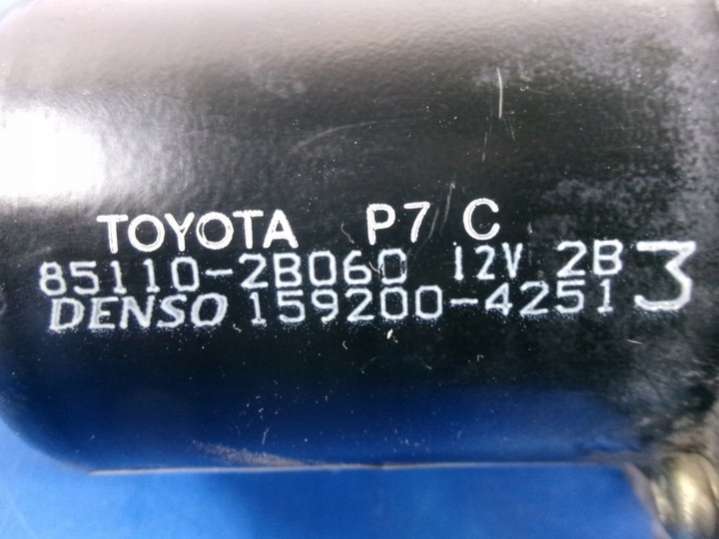 TOYOTA P7 C
85110-2B060 12V 2B 3
DENSO 159200-4251